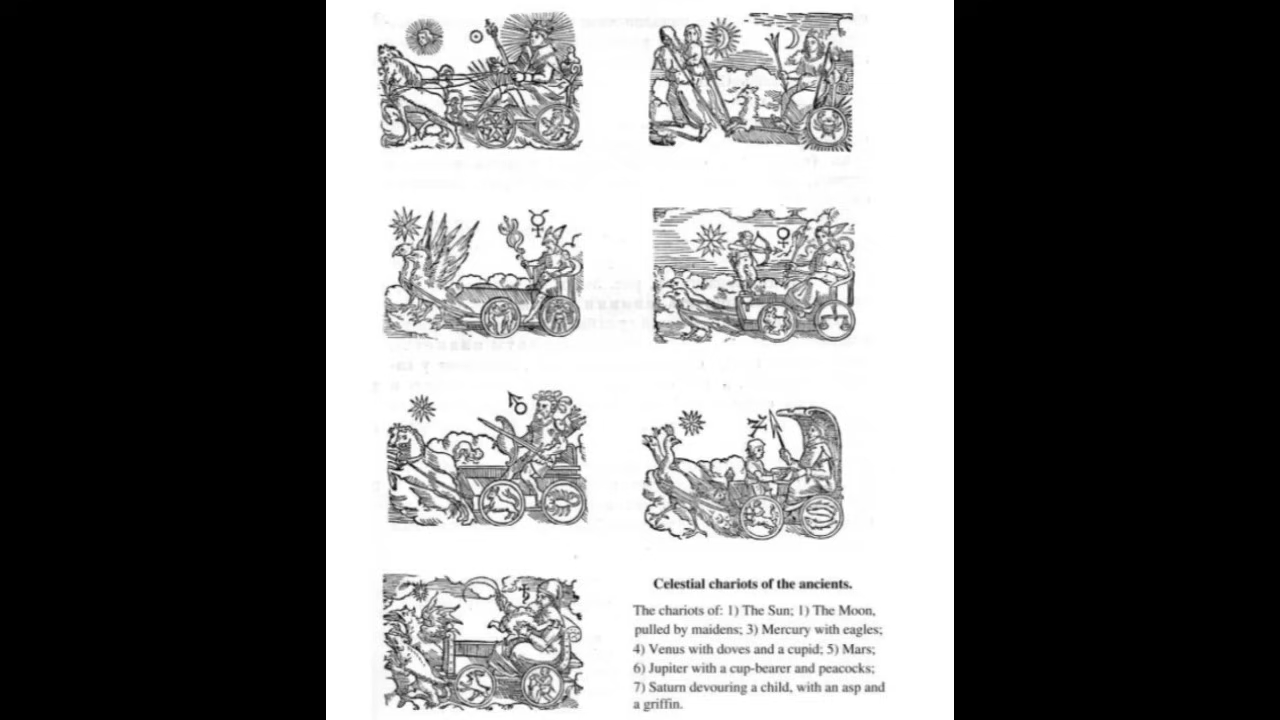 Celestial chariots of the ancients.
The chariots of: 1) The Sun; 1) The Moon,
pulled by maidens; 3) Mercury with eagles;
4) Venus with doves and a cupid; 5) Mars;
6) Jupiter with a cup-bearer and peacocks;
7) Saturn devouring a child, with an asp and
a griffin.